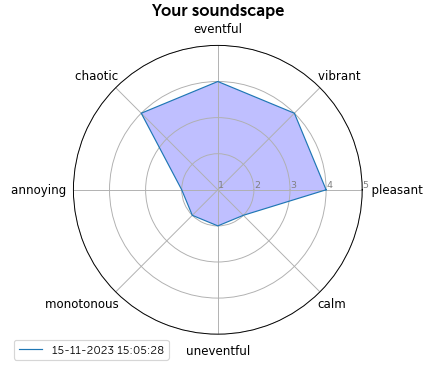 Your soundscape
eventful
chaotic
vibrant
annoying
1 2 3 4 5
pleasant
monotonous
calm
15-11-2023 15:05:28
uneventful